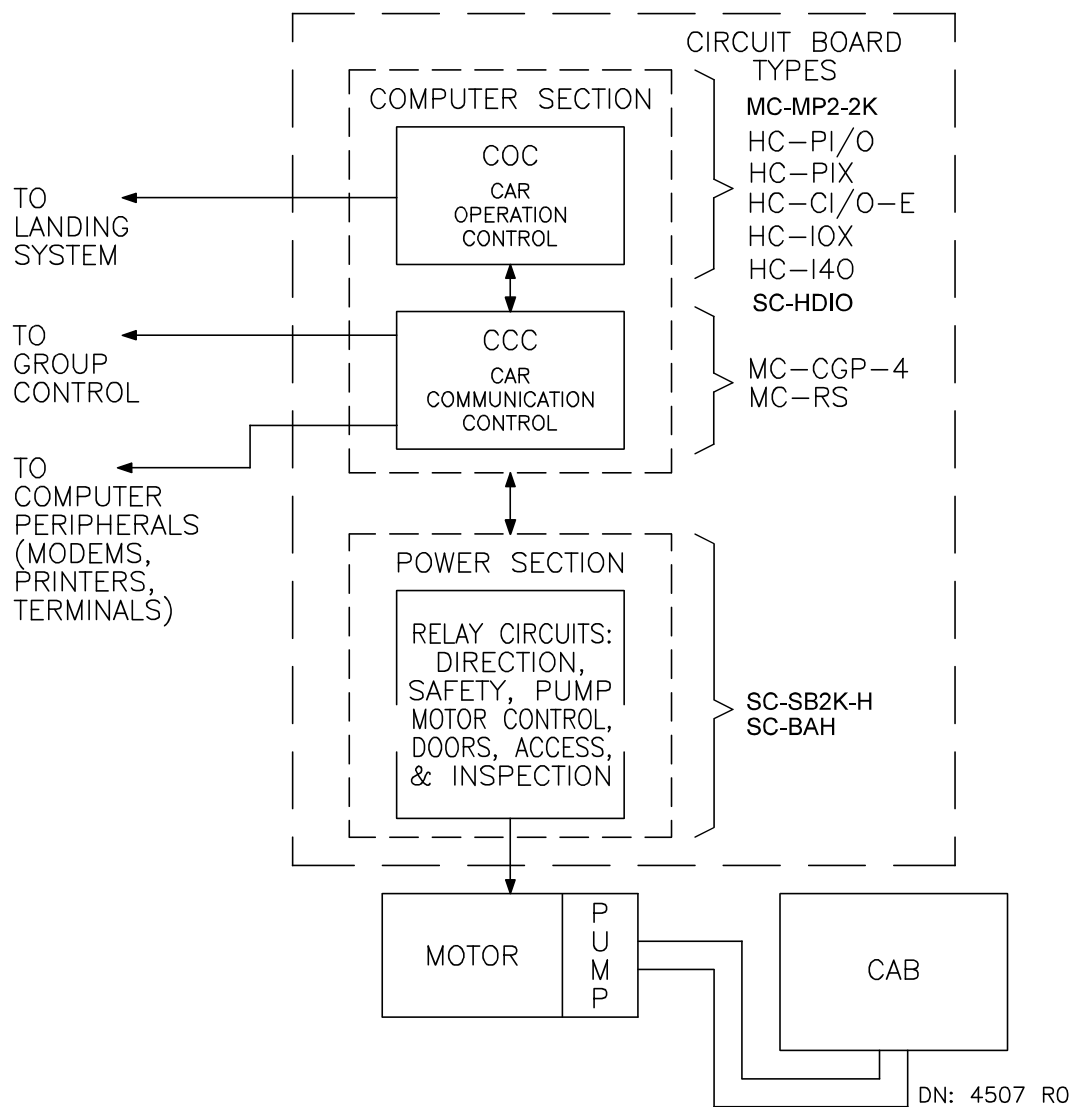 CIRCUIT BOARD
TYPES
COMPUTER SECTION
MC-MP2-2K
HC-PI/O
HC-PIX
HC-CI/O-E
HC-IOX
HC-I4O
SC-HDIO
COC
CAR
OPERATION
CONTROL
TO
LANDING
SYSTEM
CCC
CAR
COMMUNICATION
CONTROL
TO
GROUP
CONTROL
MC-CGP-4
MC-RS
TO
COMPUTER
PERIPHERALS
(MODEMS,
PRINTERS,
TERMINALS)
POWER SECTION
RELAY CIRCUITS:
DIRECTION,
SAFETY, PUMP
MOTOR CONTROL,
DOORS, ACCESS,
& INSPECTION
SC-SB2K-H
SC-BAH
MOTOR
PUMP
CAB
DN: 4507 R0